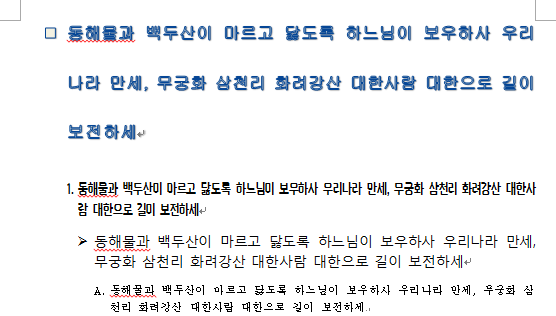 □ 동해물과 백두산이 마르고 닳도록 하느님이 보우하사 우리
나라 만세, 무궁화 삼천리 화려강산 대한사람 대한으로 길이
보전하세
1. 동해물과 백두산이 마르고 닳도록 하느님이 보우하사 우리나라 만세, 무궁화 삼천리 화려강산 대한사
람 대한으로 길이 보전하세
➢ 동해물과 백두산이 마르고 닳도록 하느님이 보우하사 우리나라 만세,
무궁화 삼천리 화려강산 대한사람 대한으로 길이 보전하세
A. 동해물과 백두산이 마르고 닳도록 하느님이 보우하사 우리나라 만세, 무궁화 삼
천리 화려강산 대한사람 대한으로 길이 보전하세.